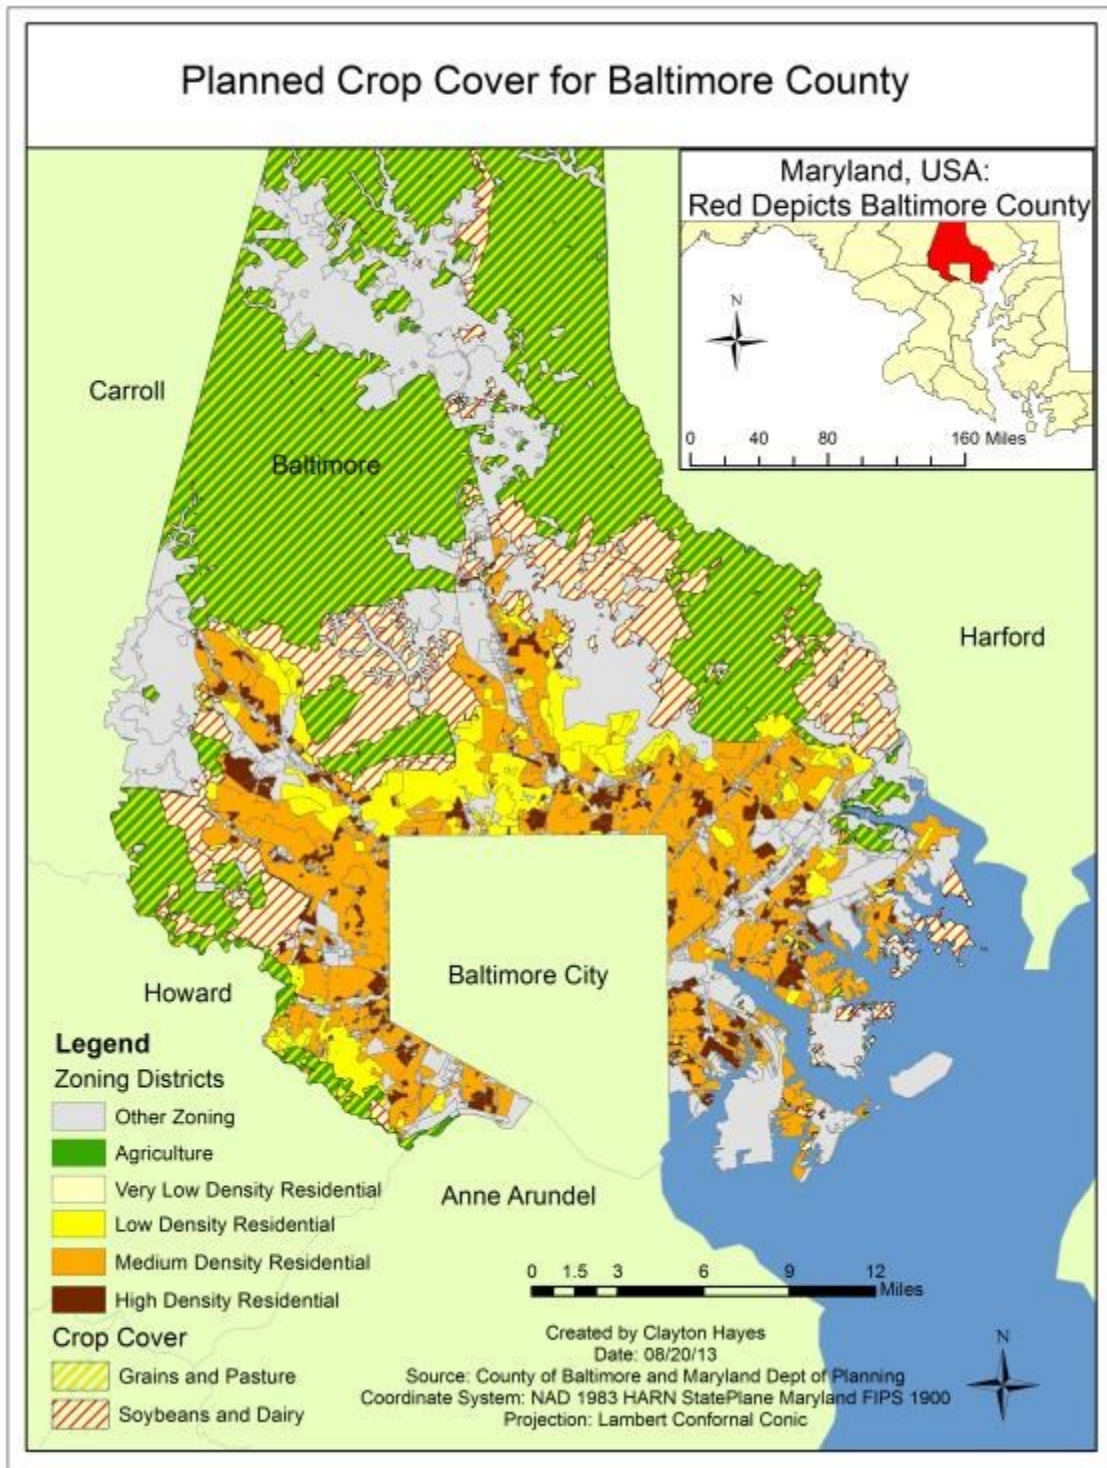 Planned Crop Cover for Baltimore County
Maryland, USA:
Red Depicts Baltimore County
N
0 40 80 160 Miles
Carroll
Baltimore
Harford
Baltimore City
Howard
Anne Arundel
Legend
Zoning Districts
Other Zoning
Agriculture
Very Low Density Residential
Low Density Residential
Medium Density Residential
High Density Residential
Crop Cover
Grains and Pasture
Soybeans and Dairy
0 1.5 3 6 9 12
Miles
Created by Clayton Hayes
Date: 08/20/13
Source: County of Baltimore and Maryland Dept of Planning
Coordinate System: NAD 1983 HARN StatePlane Maryland FIPS 1900
Projection: Lambert Confornal Conic
N